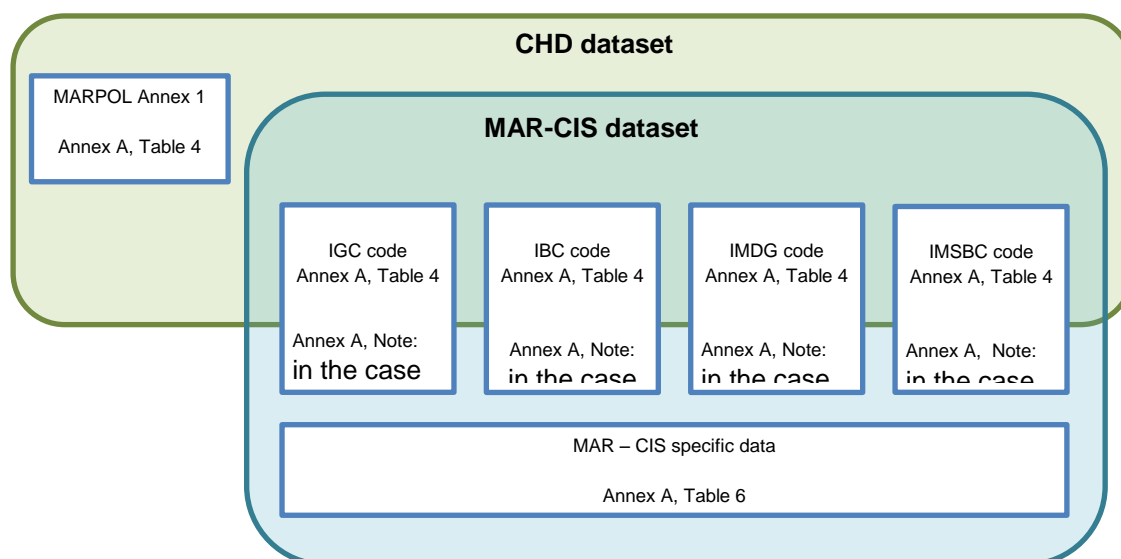 CHD dataset
MARPOL Annex 1
Annex A, Table 4
MAR-CIS dataset
IGC code
Annex A, Table 4
Annex A, Note:
in the case
IBC code
Annex A, Table 4
Annex A, Note:
in the case
IMDG code
Annex A, Table 4
Annex A, Note:
in the case
IMSBC code
Annex A, Table 4
Annex A, Note:
in the case
MAR – CIS specific data
Annex A, Table 6